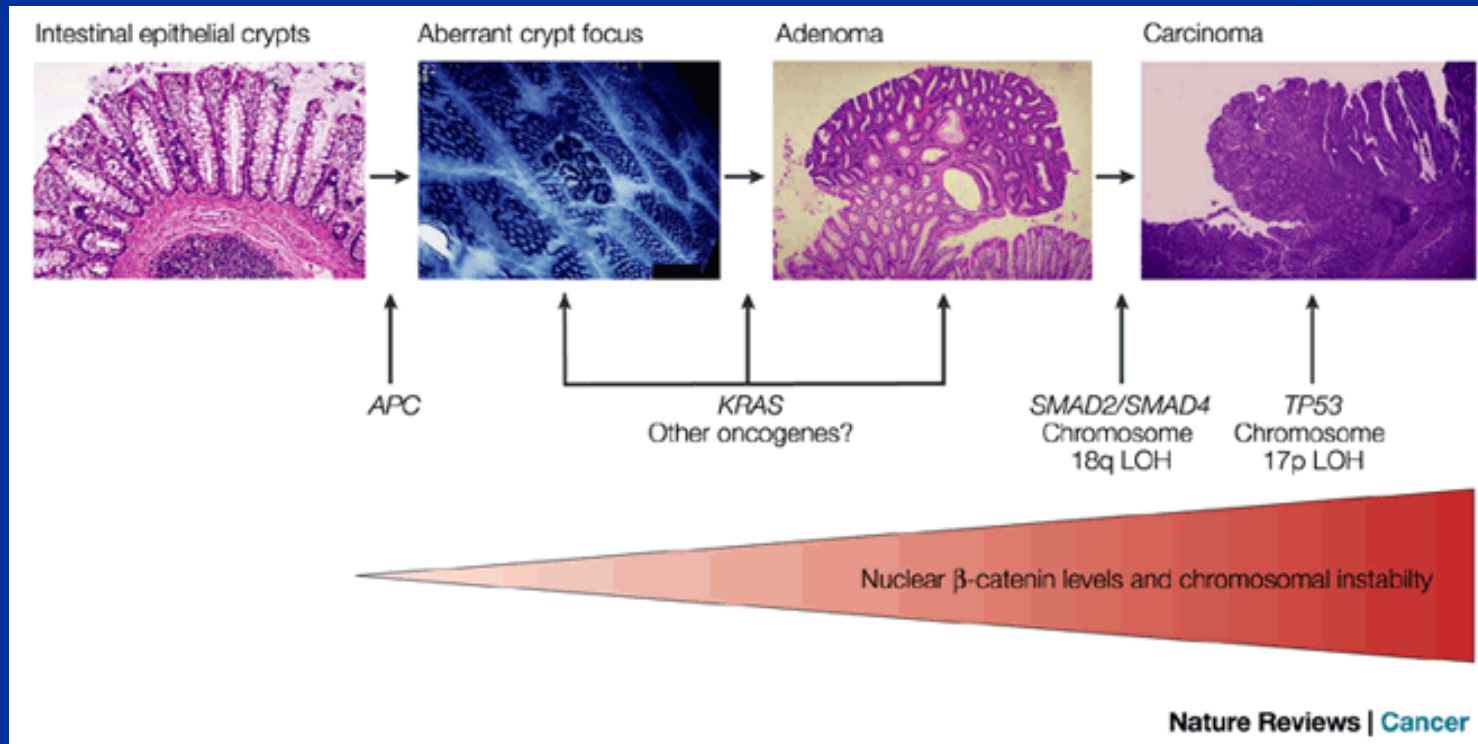 Intestinal epithelial crypts
Aberrant crypt focus
Adenoma
Carcinoma
APC
KRAS
Other oncogenes?
SMAD2/SMAD4
Chromosome
18q LOH
TP53
Chromosome
17p LOH
Nuclear β-catenin levels and chromosomal instabilty
Nature Reviews | Cancer